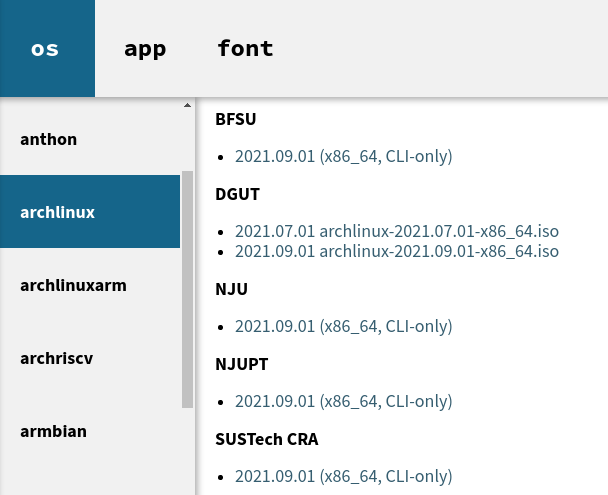 os app font
anthon
archlinux
archlinuxarm
archriscv
armbian
BFSU
2021.09.01 (x86_64, CLI-only)
DGUT
2021.07.01 archlinux-2021.07.01-x86_64.iso
2021.09.01 archlinux-2021.09.01-x86_64.iso
NJU
2021.09.01 (x86_64, CLI-only)
NJUPT
2021.09.01 (x86_64, CLI-only)
SUSTech CRA
2021.09.01 (x86_64, CLI-only)